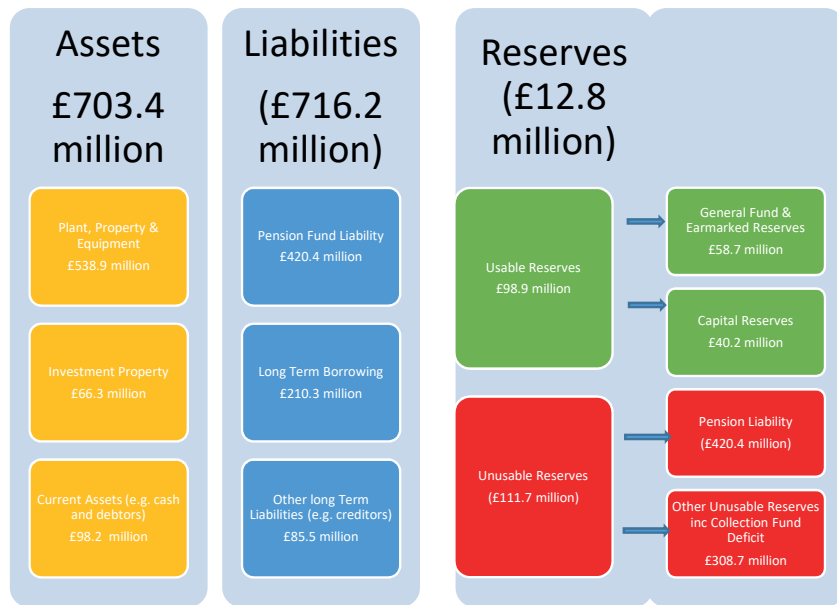 Assets
£703.4
million
Plant, Property &
Equipment
£538.9 million
Investment Property
£66.3 million
Current Assets (e.g. cash
and debtors)
£98.2 million
Liabilities
(£716.2
million)
Pension Fund Liability
£420.4 million
Long Term Borrowing
£210.3 million
Other long Term
Liabilities (e.g. creditors)
£85.5 million
Reserves
(£12.8
million)
Usable Reserves
£98.9 million
General Fund &
Earmarked Reserves
£58.7 million
Capital Reserves
£40.2 million
Unusable Reserves
(£111.7 million)
Pension Liability
(£420.4 million)
Other Unusable Reserves
inc Collection Fund
Deficit
£308.7 million